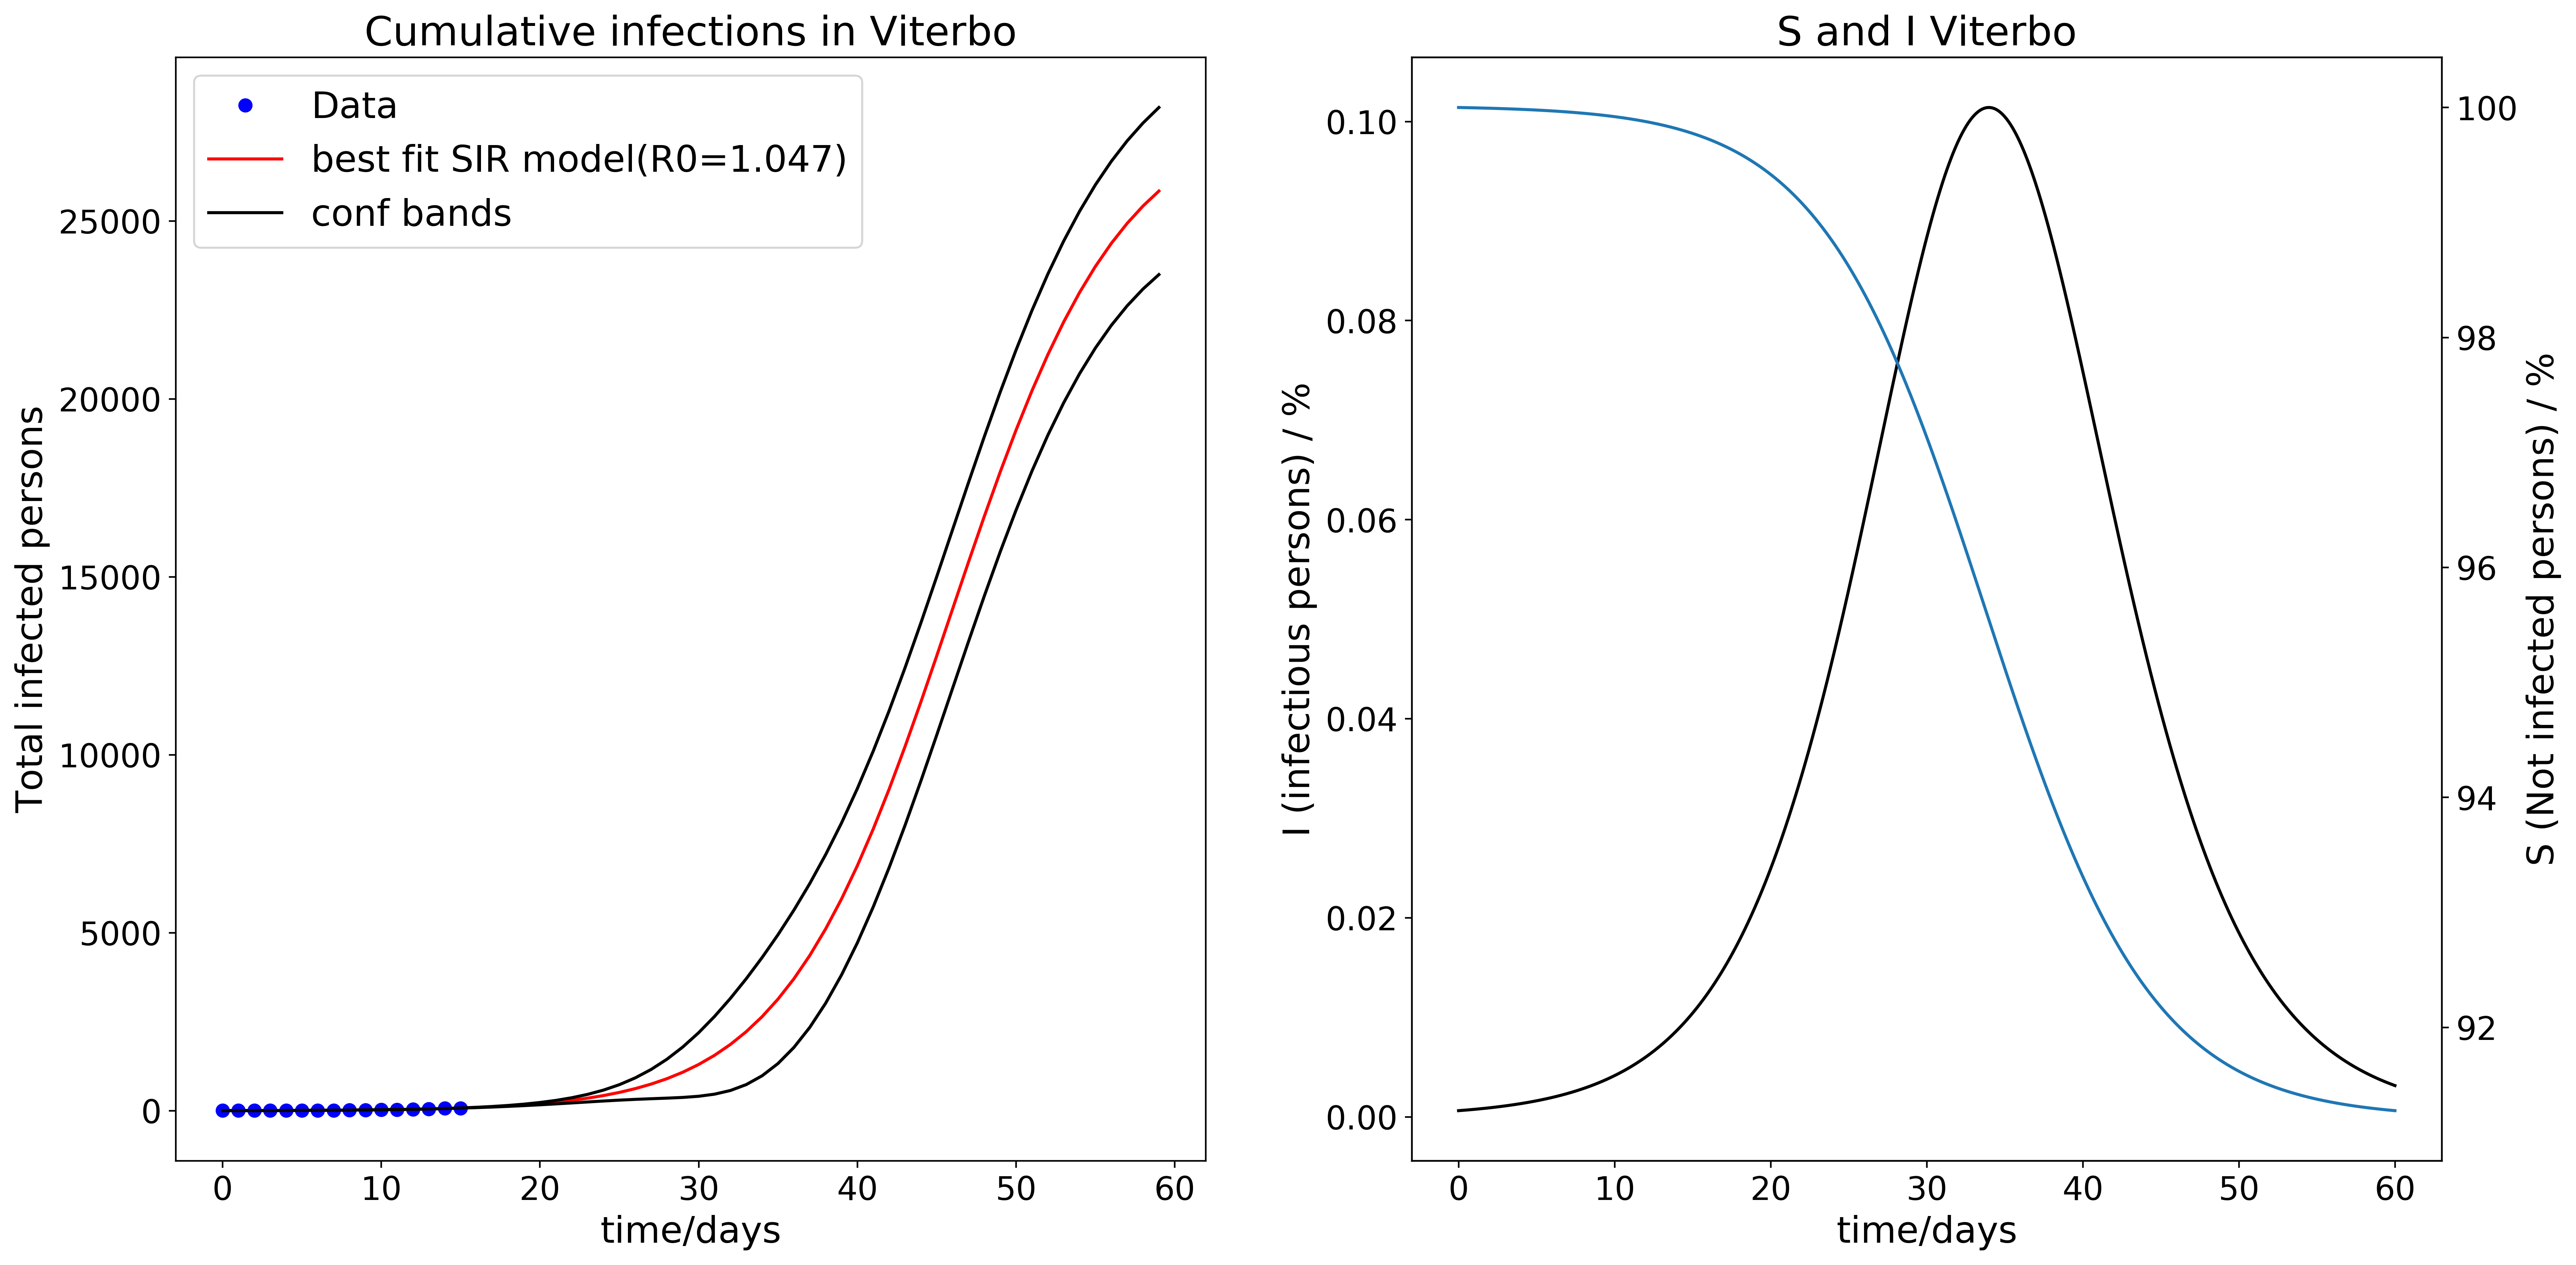 Cumulative infections in Viterbo
Data
best fit SIR model(R0=1.047)
conf bands
Total infected persons
25000
20000
15000
10000
5000
0
0 10 20 30 40 50 60
time/days
S and I Viterbo
I (infectious persons) / %
0.10
0.08
0.06
0.04
0.02
0.00
0 10 20 30 40 50 60
time/days
100
98
96
94
92
S (Not infected persons) / %